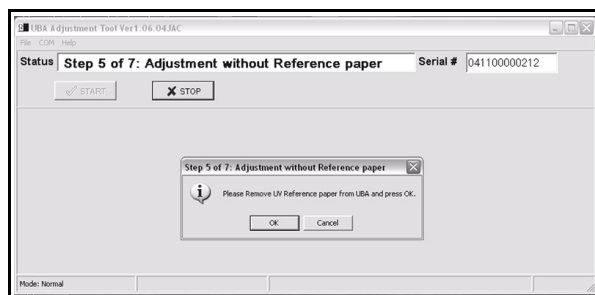 UBA Adjustment Tool Ver1.06.04JAC
File COM Help
Status Step 5 of 7: Adjustment without Reference paper Serial # 041100000212
START STOP
Step 5 of 7: Adjustment without Reference paper
Please Remove UV Reference paper from UBA and press OK.
OK Cancel
Mode: Normal